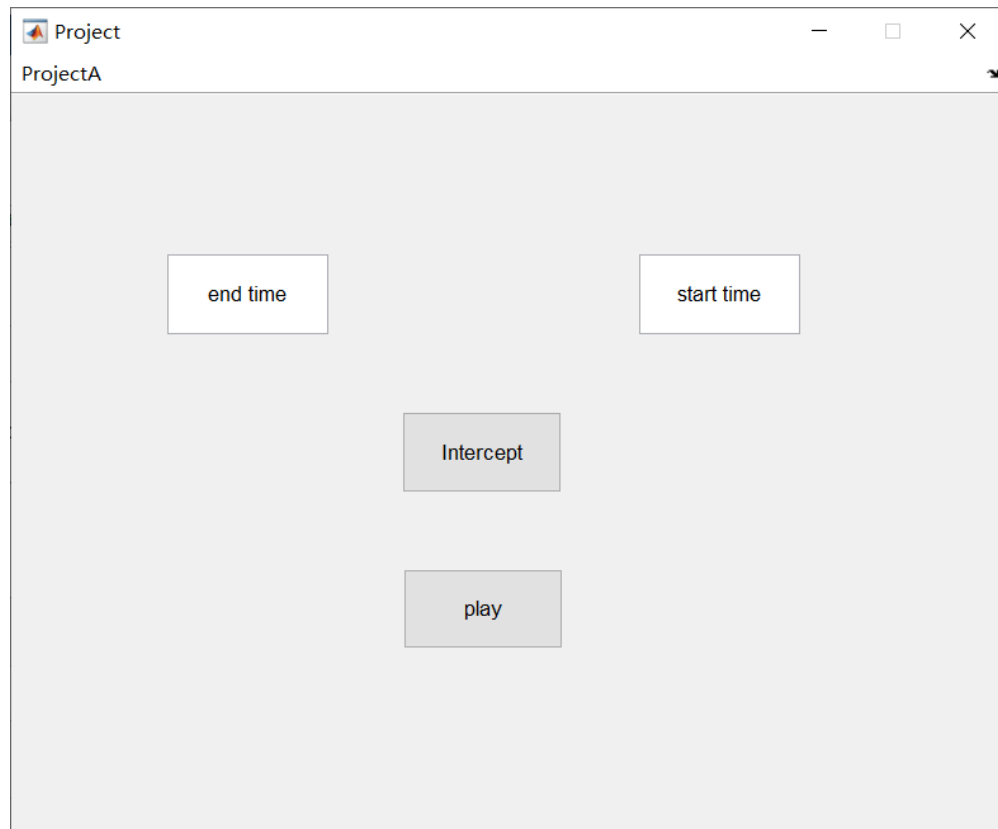 Project
ProjectA
end time
start time
Intercept
play